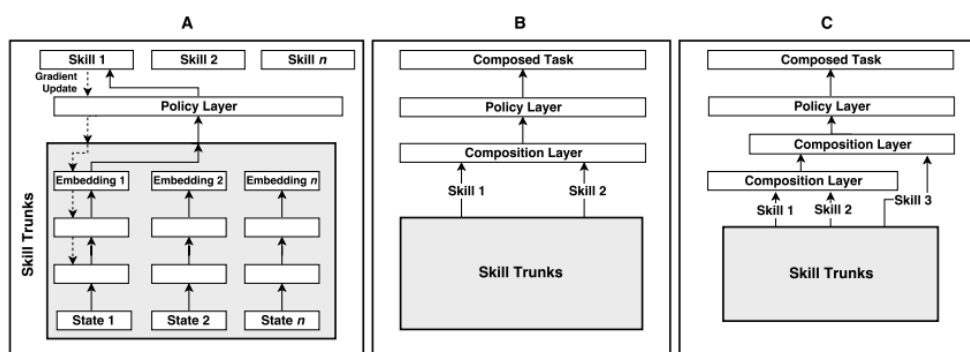 A
Skill 1
Skill 2
Skill n
Gradient
Update
Policy Layer
Embedding 1
Embedding 2
Embedding n
State 1
State 2
State n
Skill Trunks
B
Composed Task
Policy Layer
Composition Layer
Skill 1
Skill 2
Skill Trunks
C
Composed Task
Policy Layer
Composition Layer
Composition Layer
Skill 1
Skill 2
Skill 3
Skill Trunks